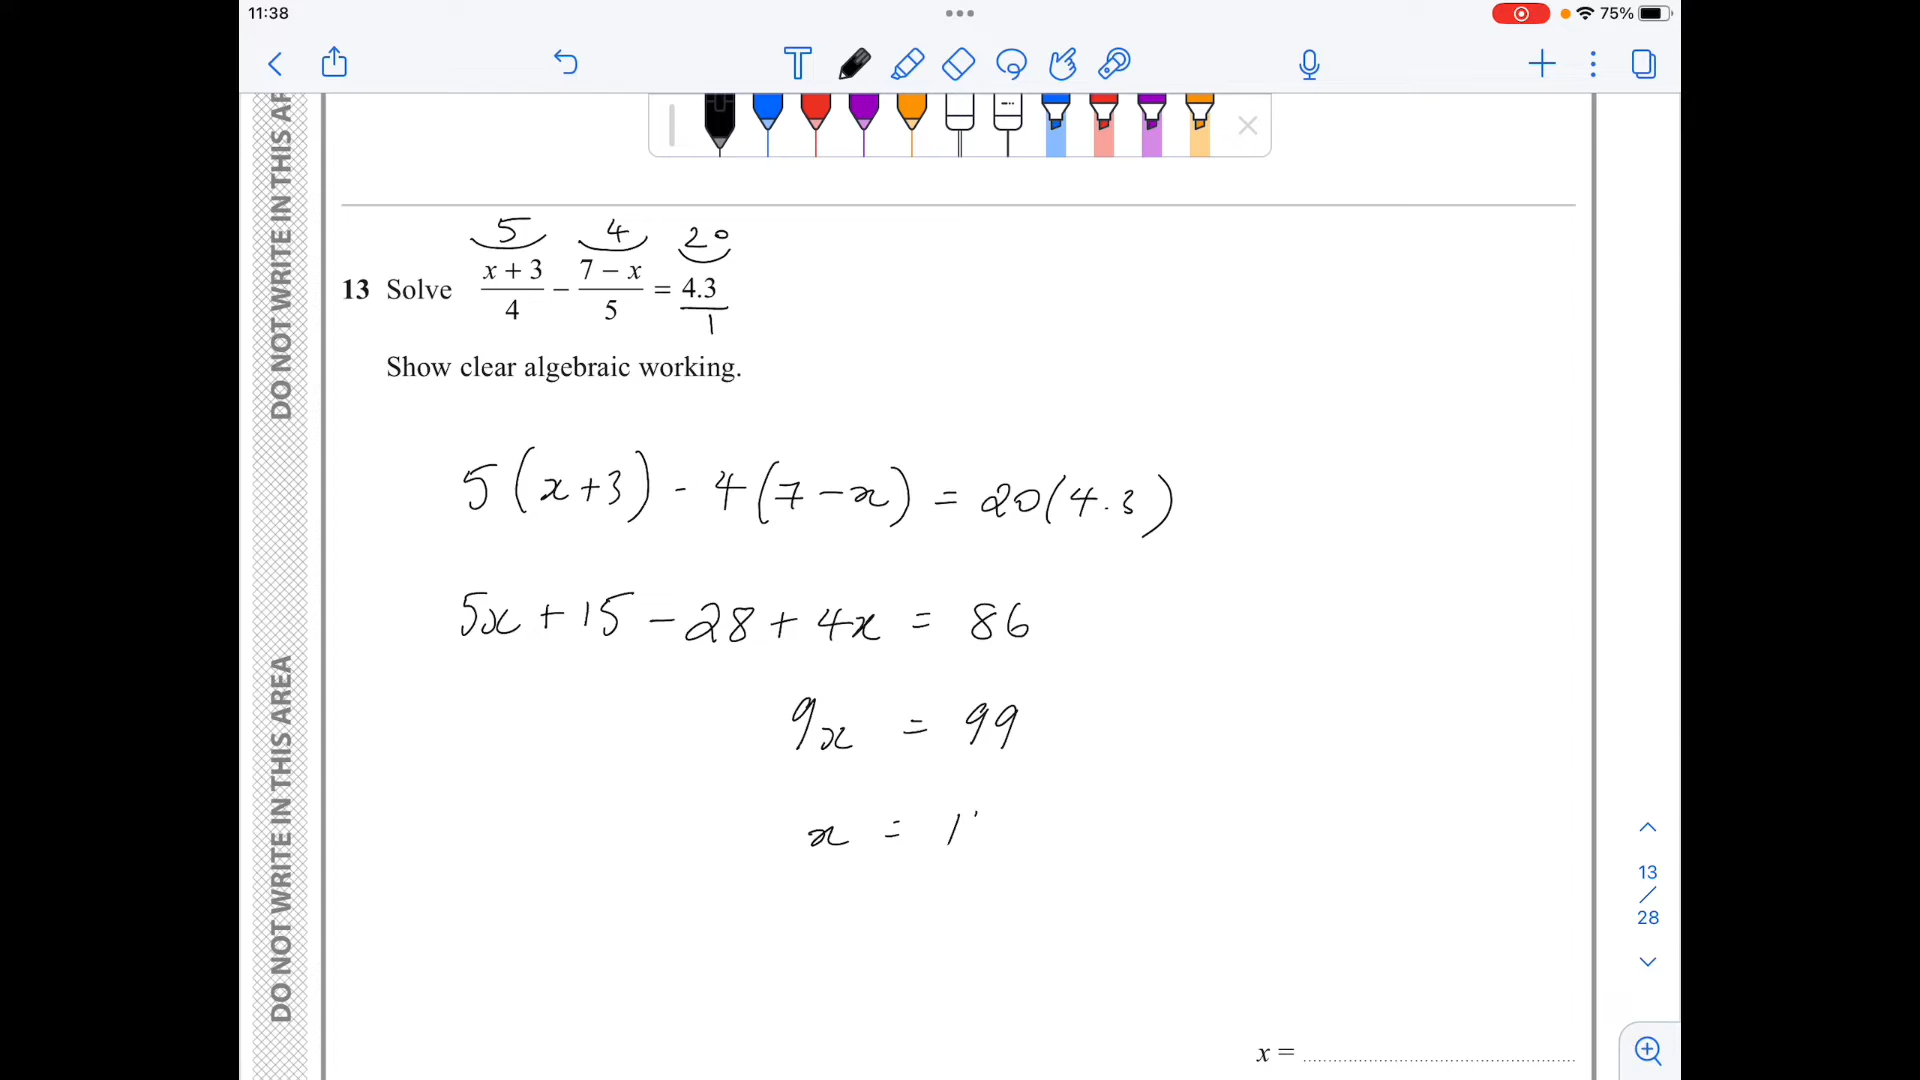 11:38
75%
DO NOT WRITE IN THIS AR
5 4 20
13 Solve x + 3 / 4 − 7 − x / 5 = 4.3 / 1
Show clear algebraic working.
5(x+3) - 4(7-x) = 20(4.3)
5x + 15 - 28 + 4x = 86
9x = 99
x = 1
DO NOT WRITE IN THIS AREA
13
/
28
x =